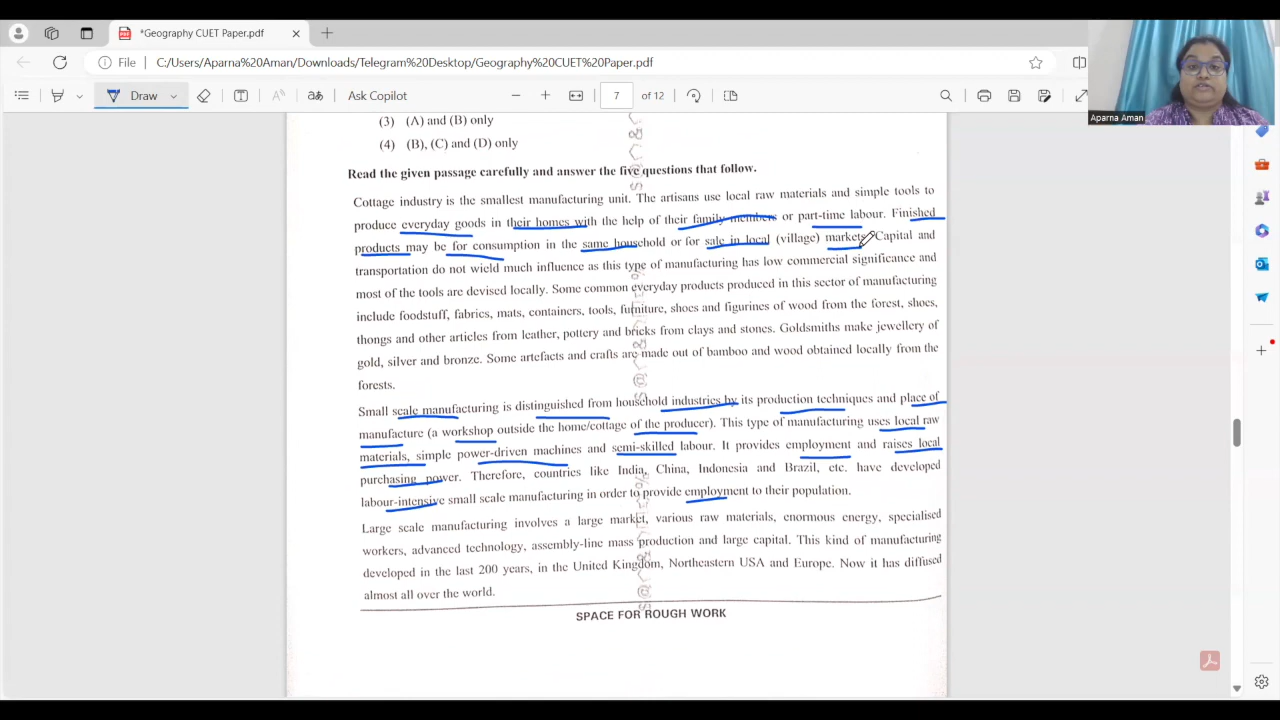 *Geography CUET Paper.pdf
File
C:/Users/Aparna%20Aman/Downloads/Telegram%20Desktop/Geography%20CUET%20Paper.pdf
Draw
Ask Copilot
7
of 12
Aparna Aman
(3) (A) and (B) only
(4) (B), (C) and (D) only
Read the given passage carefully and answer the five questions that follow.
Cottage industry is the smallest manufacturing unit. The artisans use local raw materials and simple tools to
produce everyday goods in their homes with the help of their family members or part-time labour. Finished
products may be for consumption in the same household or for sale in local (village) markets. Capital and
transportation do not wield much influence as this type of manufacturing has low commercial significance and
most of the tools are devised locally. Some common everyday products produced in this sector of manufacturing
include foodstuff, fabrics, mats, containers, tools, furniture, shoes and figurines of wood from the forest, shoes,
thongs and other articles from leather, pottery and bricks from clays and stones. Goldsmiths make jewellery of
gold, silver and bronze. Some artefacts and crafts are made out of bamboo and wood obtained locally from the
forests.
Small scale manufacturing is distinguished from household industries by its production techniques and place of
manufacture (a workshop outside the home/cottage of the producer). This type of manufacturing uses local raw
materials, simple power-driven machines and semi-skilled labour. It provides employment and raises local
purchasing power. Therefore, countries like India, China, Indonesia and Brazil, etc. have developed
labour-intensive small scale manufacturing in order to provide employment to their population.
Large scale manufacturing involves a large market, various raw materials, enormous energy, specialised
workers, advanced technology, assembly-line mass production and large capital. This kind of manufacturing
developed in the last 200 years, in the United Kingdom, Northeastern USA and Europe. Now it has diffused
almost all over the world.
SPACE FOR ROUGH WORK